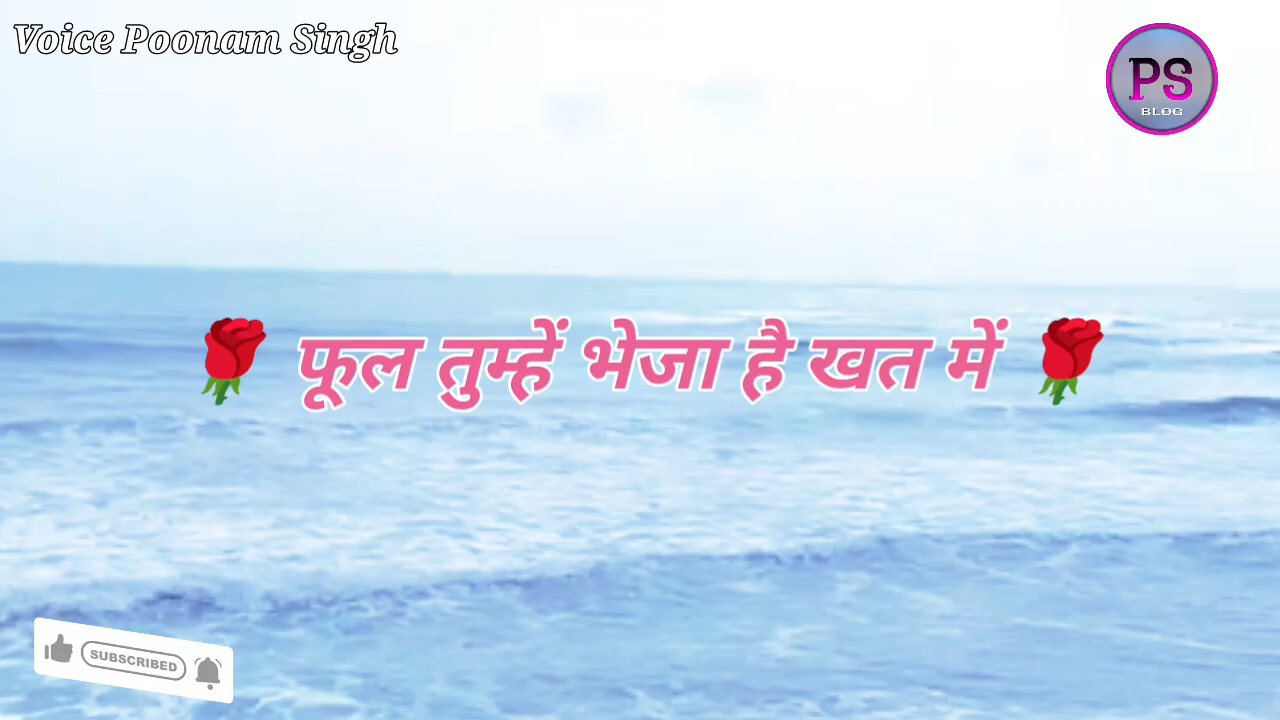 Voice Poonam Singh
PS
BLOG
🌹 फूल तुम्हें भेजा है खत में 🌹
SUBSCRIBED